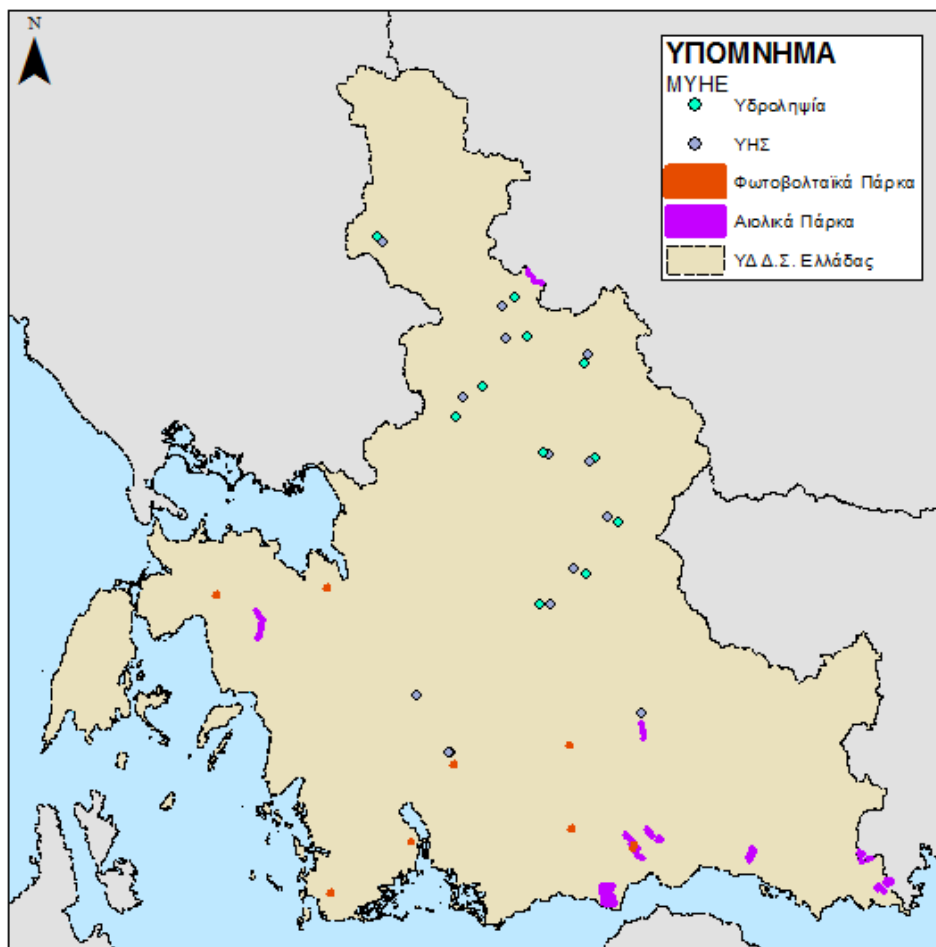 N
ΥΠΟΜΝΗΜΑ
ΜΥΗΕ
Υδροληψία
ΥΗΣ
Φωτοβολταϊκά Πάρκα
Αιολικά Πάρκα
ΥΔ Δ.Σ. Ελλάδας